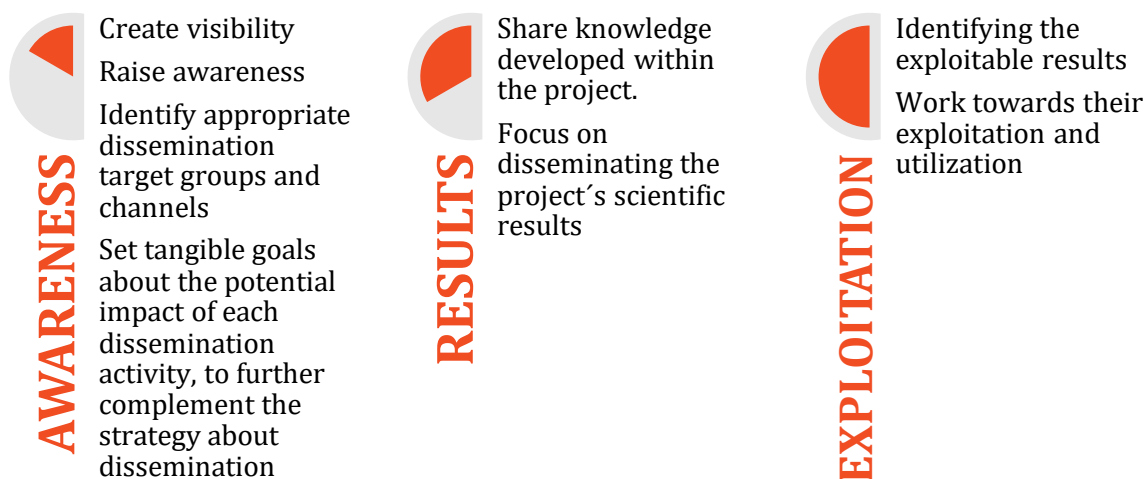 AWARENESS
Create visibility
Raise awareness
Identify appropriate
dissemination
target groups and
channels
Set tangible goals
about the potential
impact of each
dissemination
activity, to further
complement the
strategy about
dissemination
RESULTS
Share knowledge
developed within
the project.
Focus on
disseminating the
project´s scientific
results
EXPLOITATION
Identifying the
exploitable results
Work towards their
exploitation and
utilization